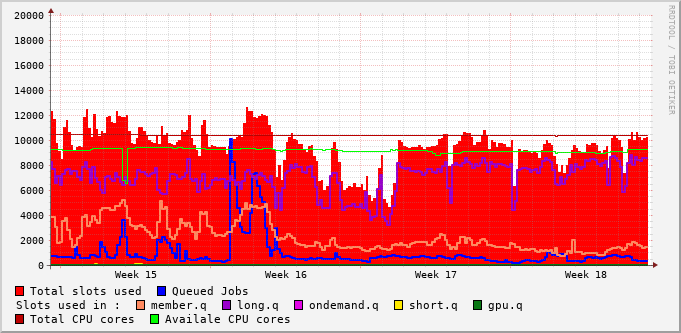 20000
18000
16000
14000
12000
10000
8000
6000
4000
2000
0
Week 15 Week 16 Week 17 Week 18
RRDTOOL / TOBI OETIKER
Total slots used Queued Jobs
Slots used in : member.q long.q ondemand.q short.q gpu.q
Total CPU cores Availale CPU cores